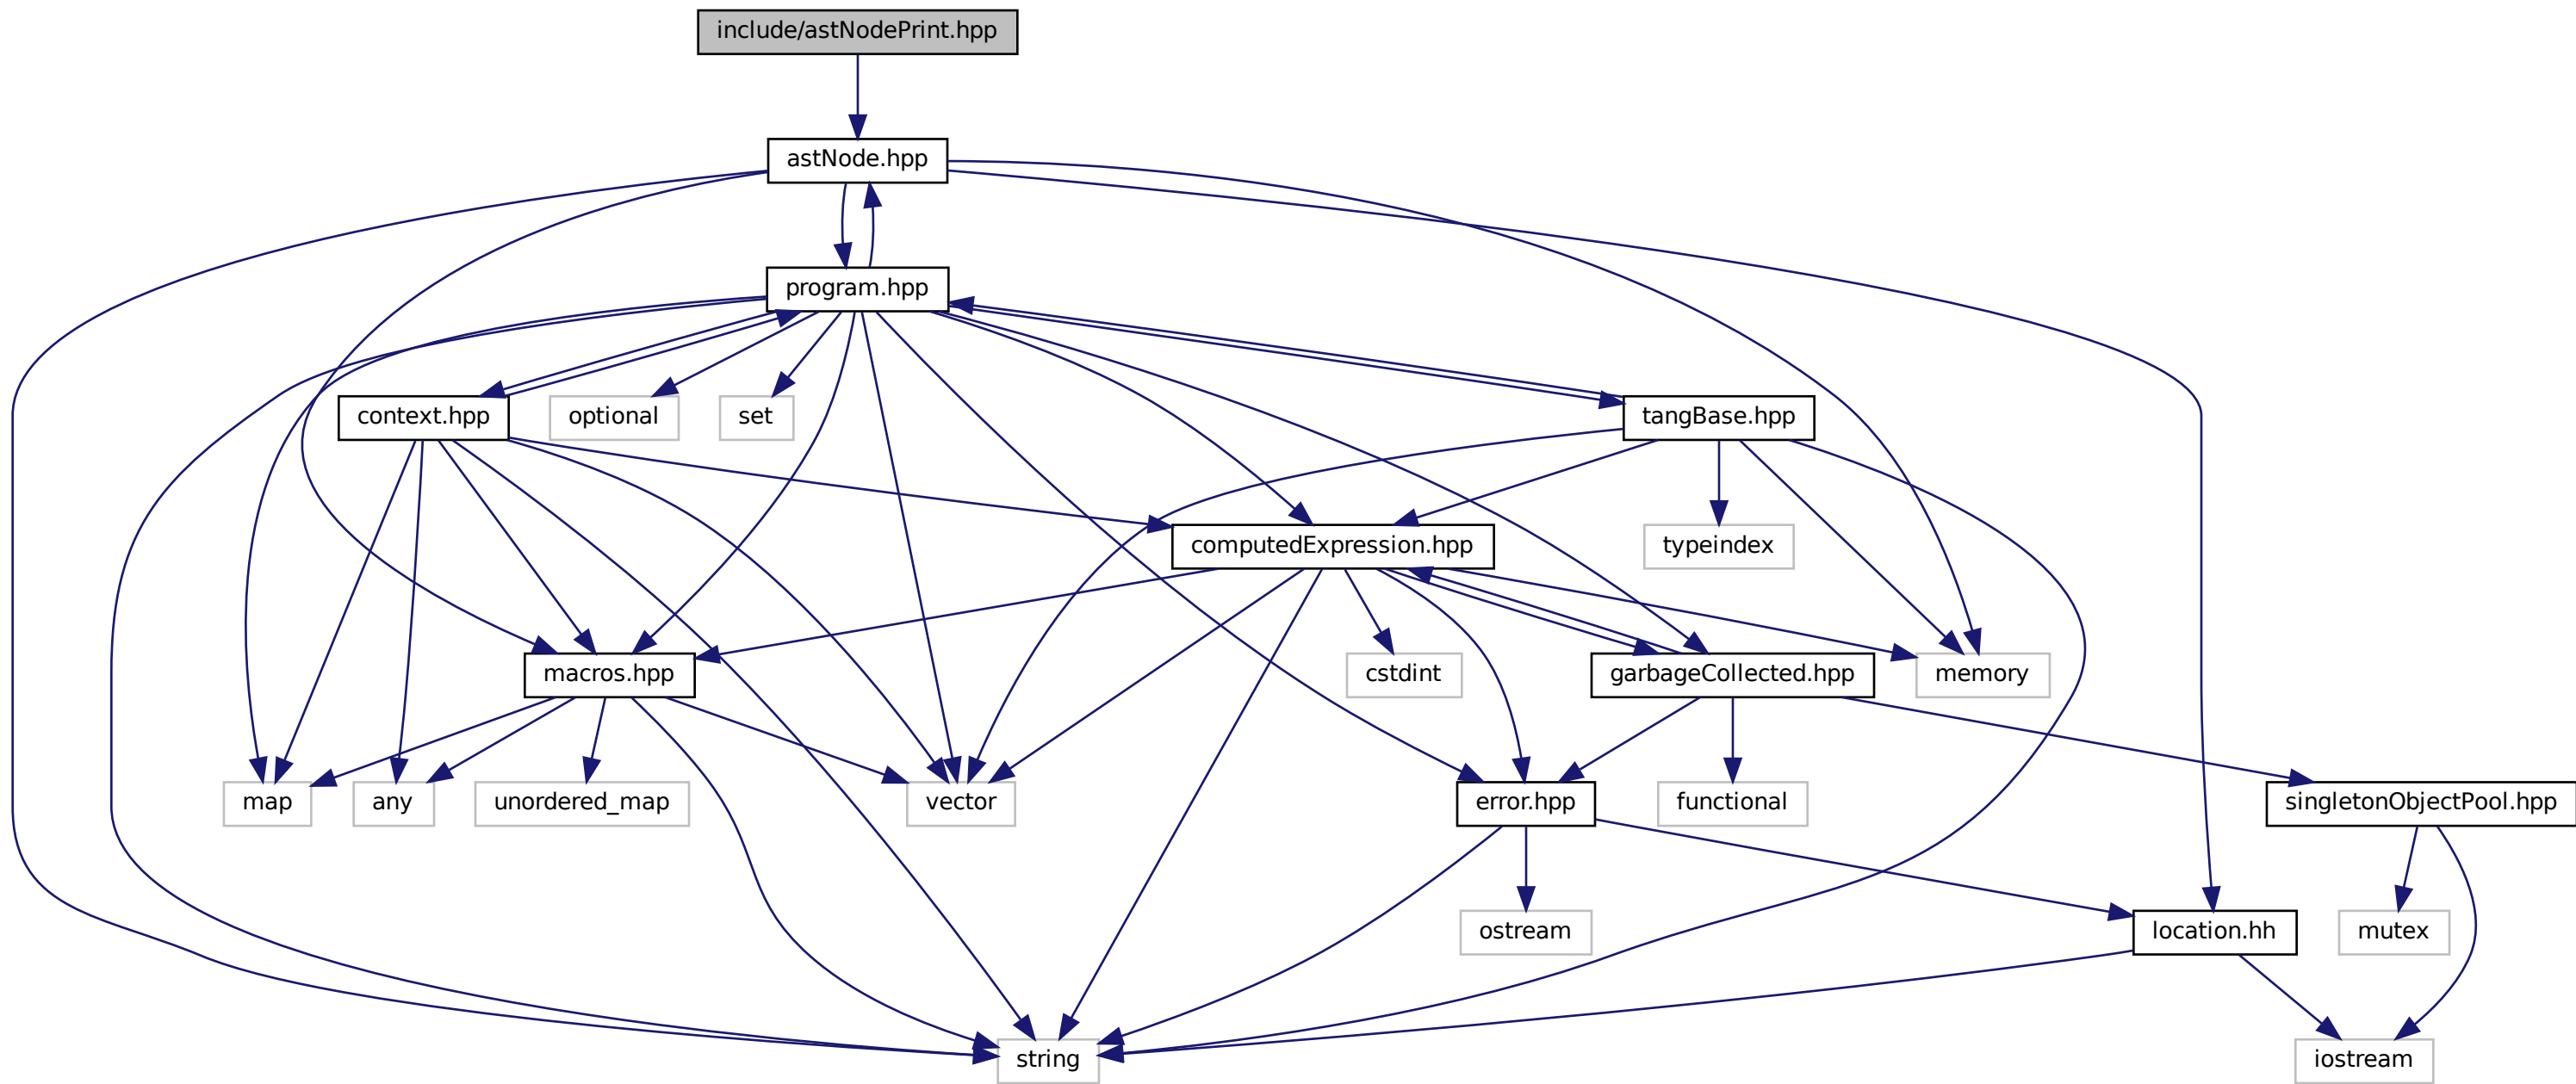 include/astNodePrint.hpp
astNode.hpp
program.hpp
context.hpp
optional
set
tangBase.hpp
computedExpression.hpp
typeindex
macros.hpp
cstdint
garbageCollected.hpp
memory
map
any
unordered_map
vector
error.hpp
functional
singletonObjectPool.hpp
ostream
location.hh
mutex
string
iostream